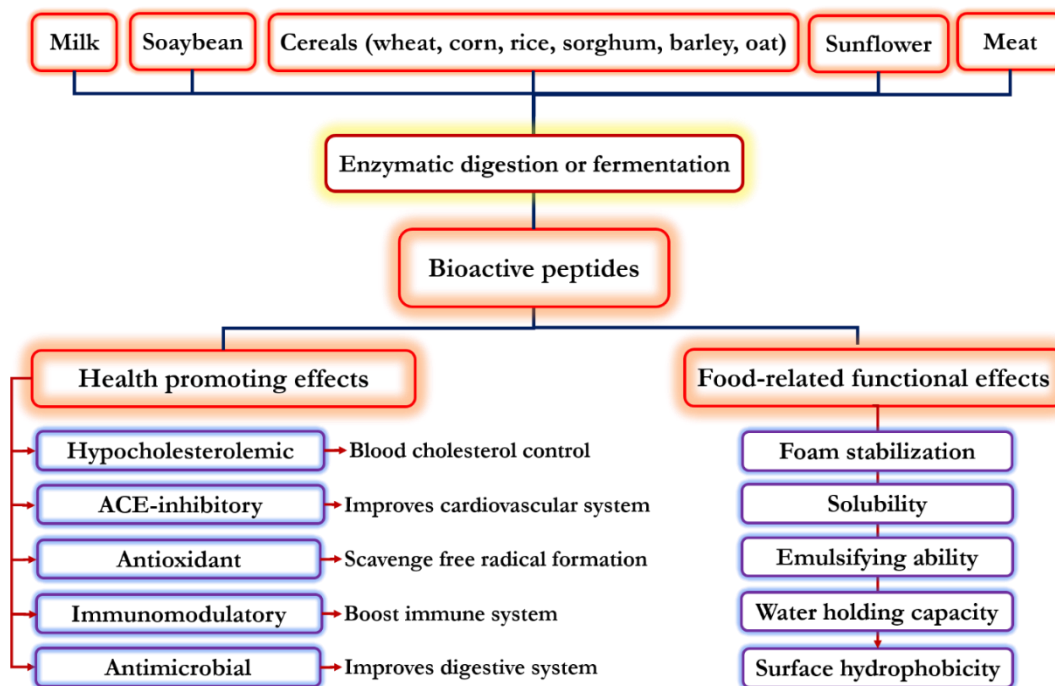 Milk
Soaybean
Cereals (wheat, corn, rice, sorghum, barley, oat)
Sunflower
Meat
Enzymatic digestion or fermentation
Bioactive peptides
Health promoting effects
Food-related functional effects
Hypocholesterolemic
Blood cholesterol control
ACE-inhibitory
Improves cardiovascular system
Antioxidant
Scavenge free radical formation
Immunomodulatory
Boost immune system
Antimicrobial
Improves digestive system
Foam stabilization
Solubility
Emulsifying ability
Water holding capacity
Surface hydrophobicity